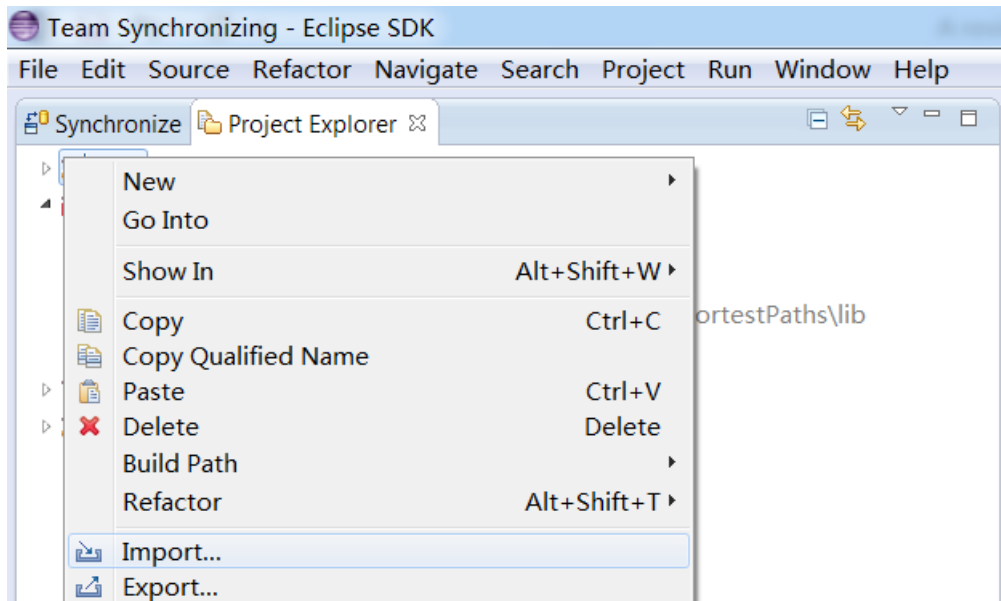 Team Synchronizing - Eclipse SDK
File Edit Source Refactor Navigate Search Project Run Window Help
Synchronize Project Explorer
New
Go Into
Show In Alt+Shift+W
Copy Ctrl+C
ortestPaths\lib
Copy Qualified Name
Paste Ctrl+V
Delete Delete
Build Path
Refactor Alt+Shift+T
Import...
Export...